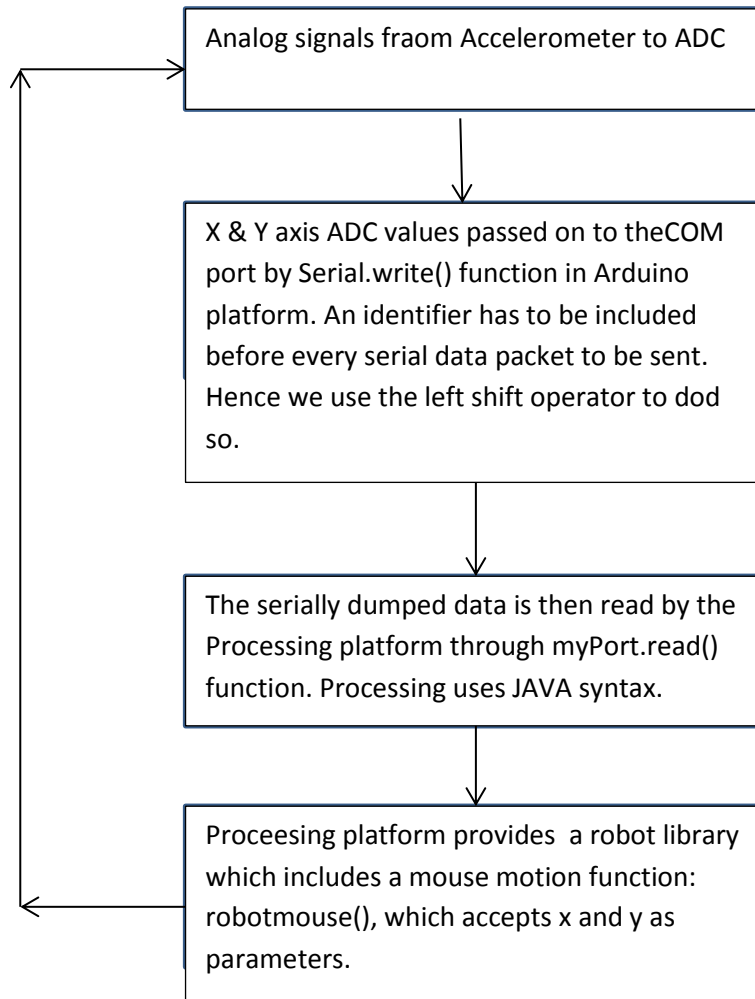 Analog signals fraom Accelerometer to ADC
X & Y axis ADC values passed on to theCOM
port by Serial.write() function in Arduino
platform. An identifier has to be included
before every serial data packet to be sent.
Hence we use the left shift operator to dod
so.
The serially dumped data is then read by the
Processing platform through myPort.read()
function. Processing uses JAVA syntax.
Proceesing platform provides  a robot library
which includes a mouse motion function:
robotmouse(), which accepts x and y as
parameters.